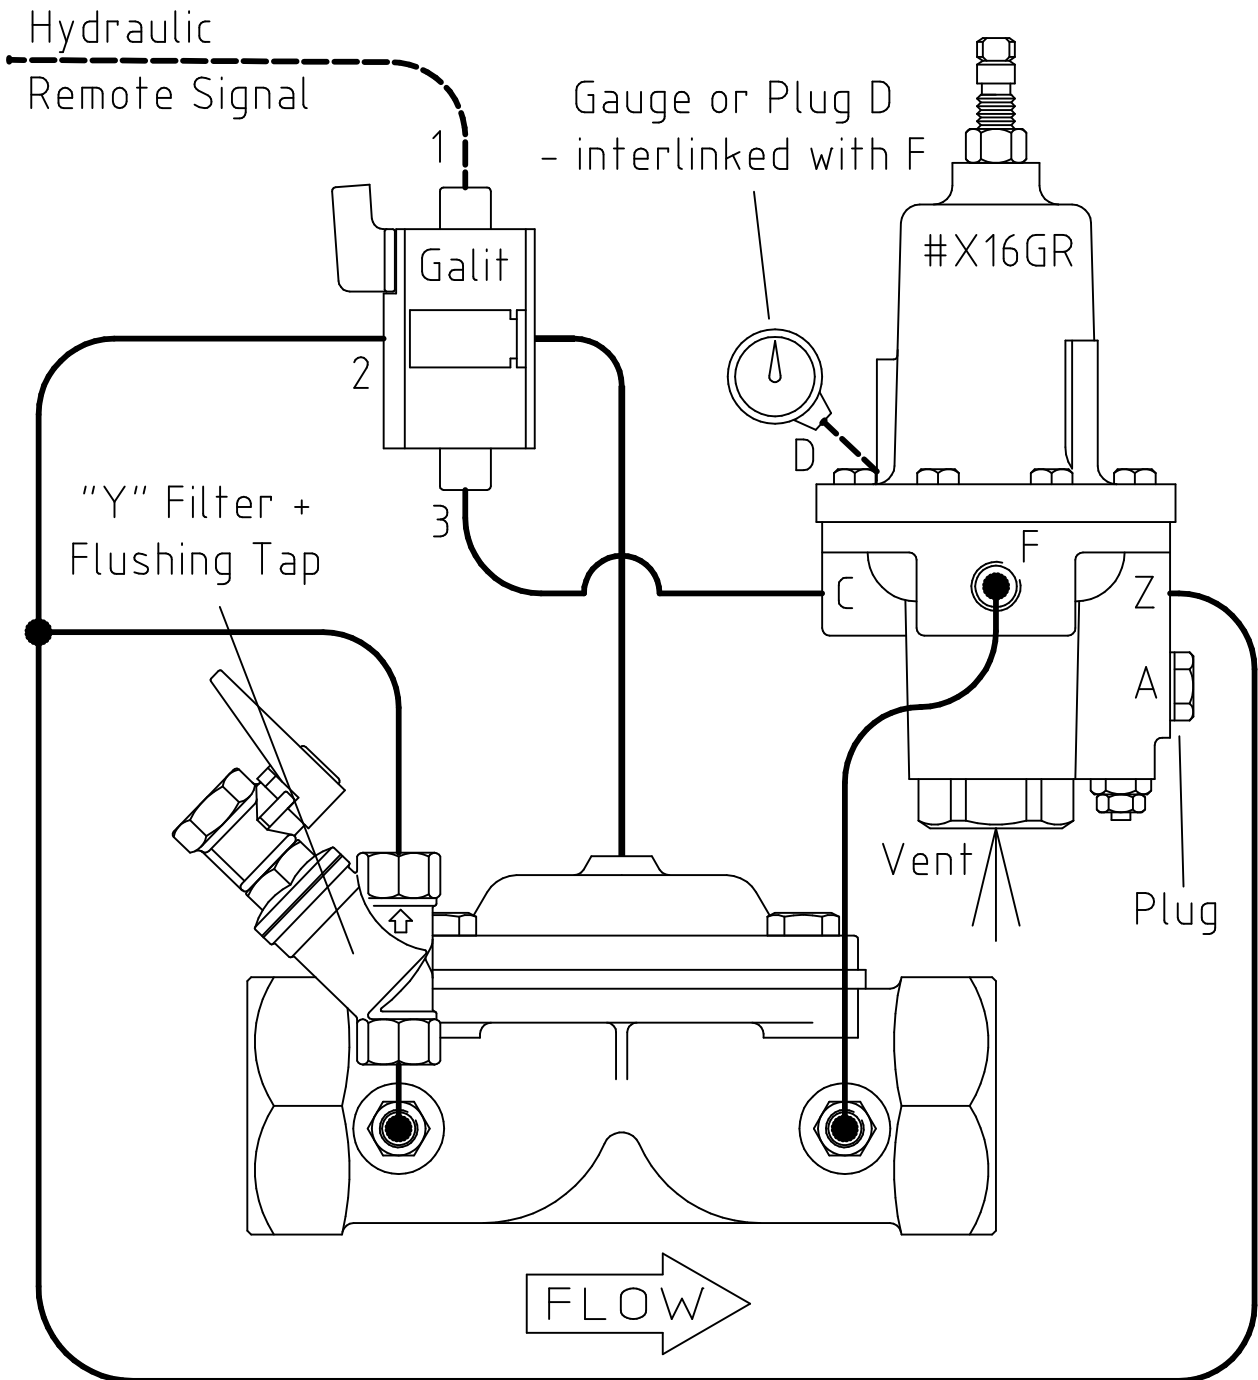 Hydraulic
Remote Signal
Gauge or Plug D
- interlinked with F
1
#X16GR
Galit
2
D
"Y" Filter +
Flushing Tap
3
F
C
Z
A
Vent
Plug
FLOW